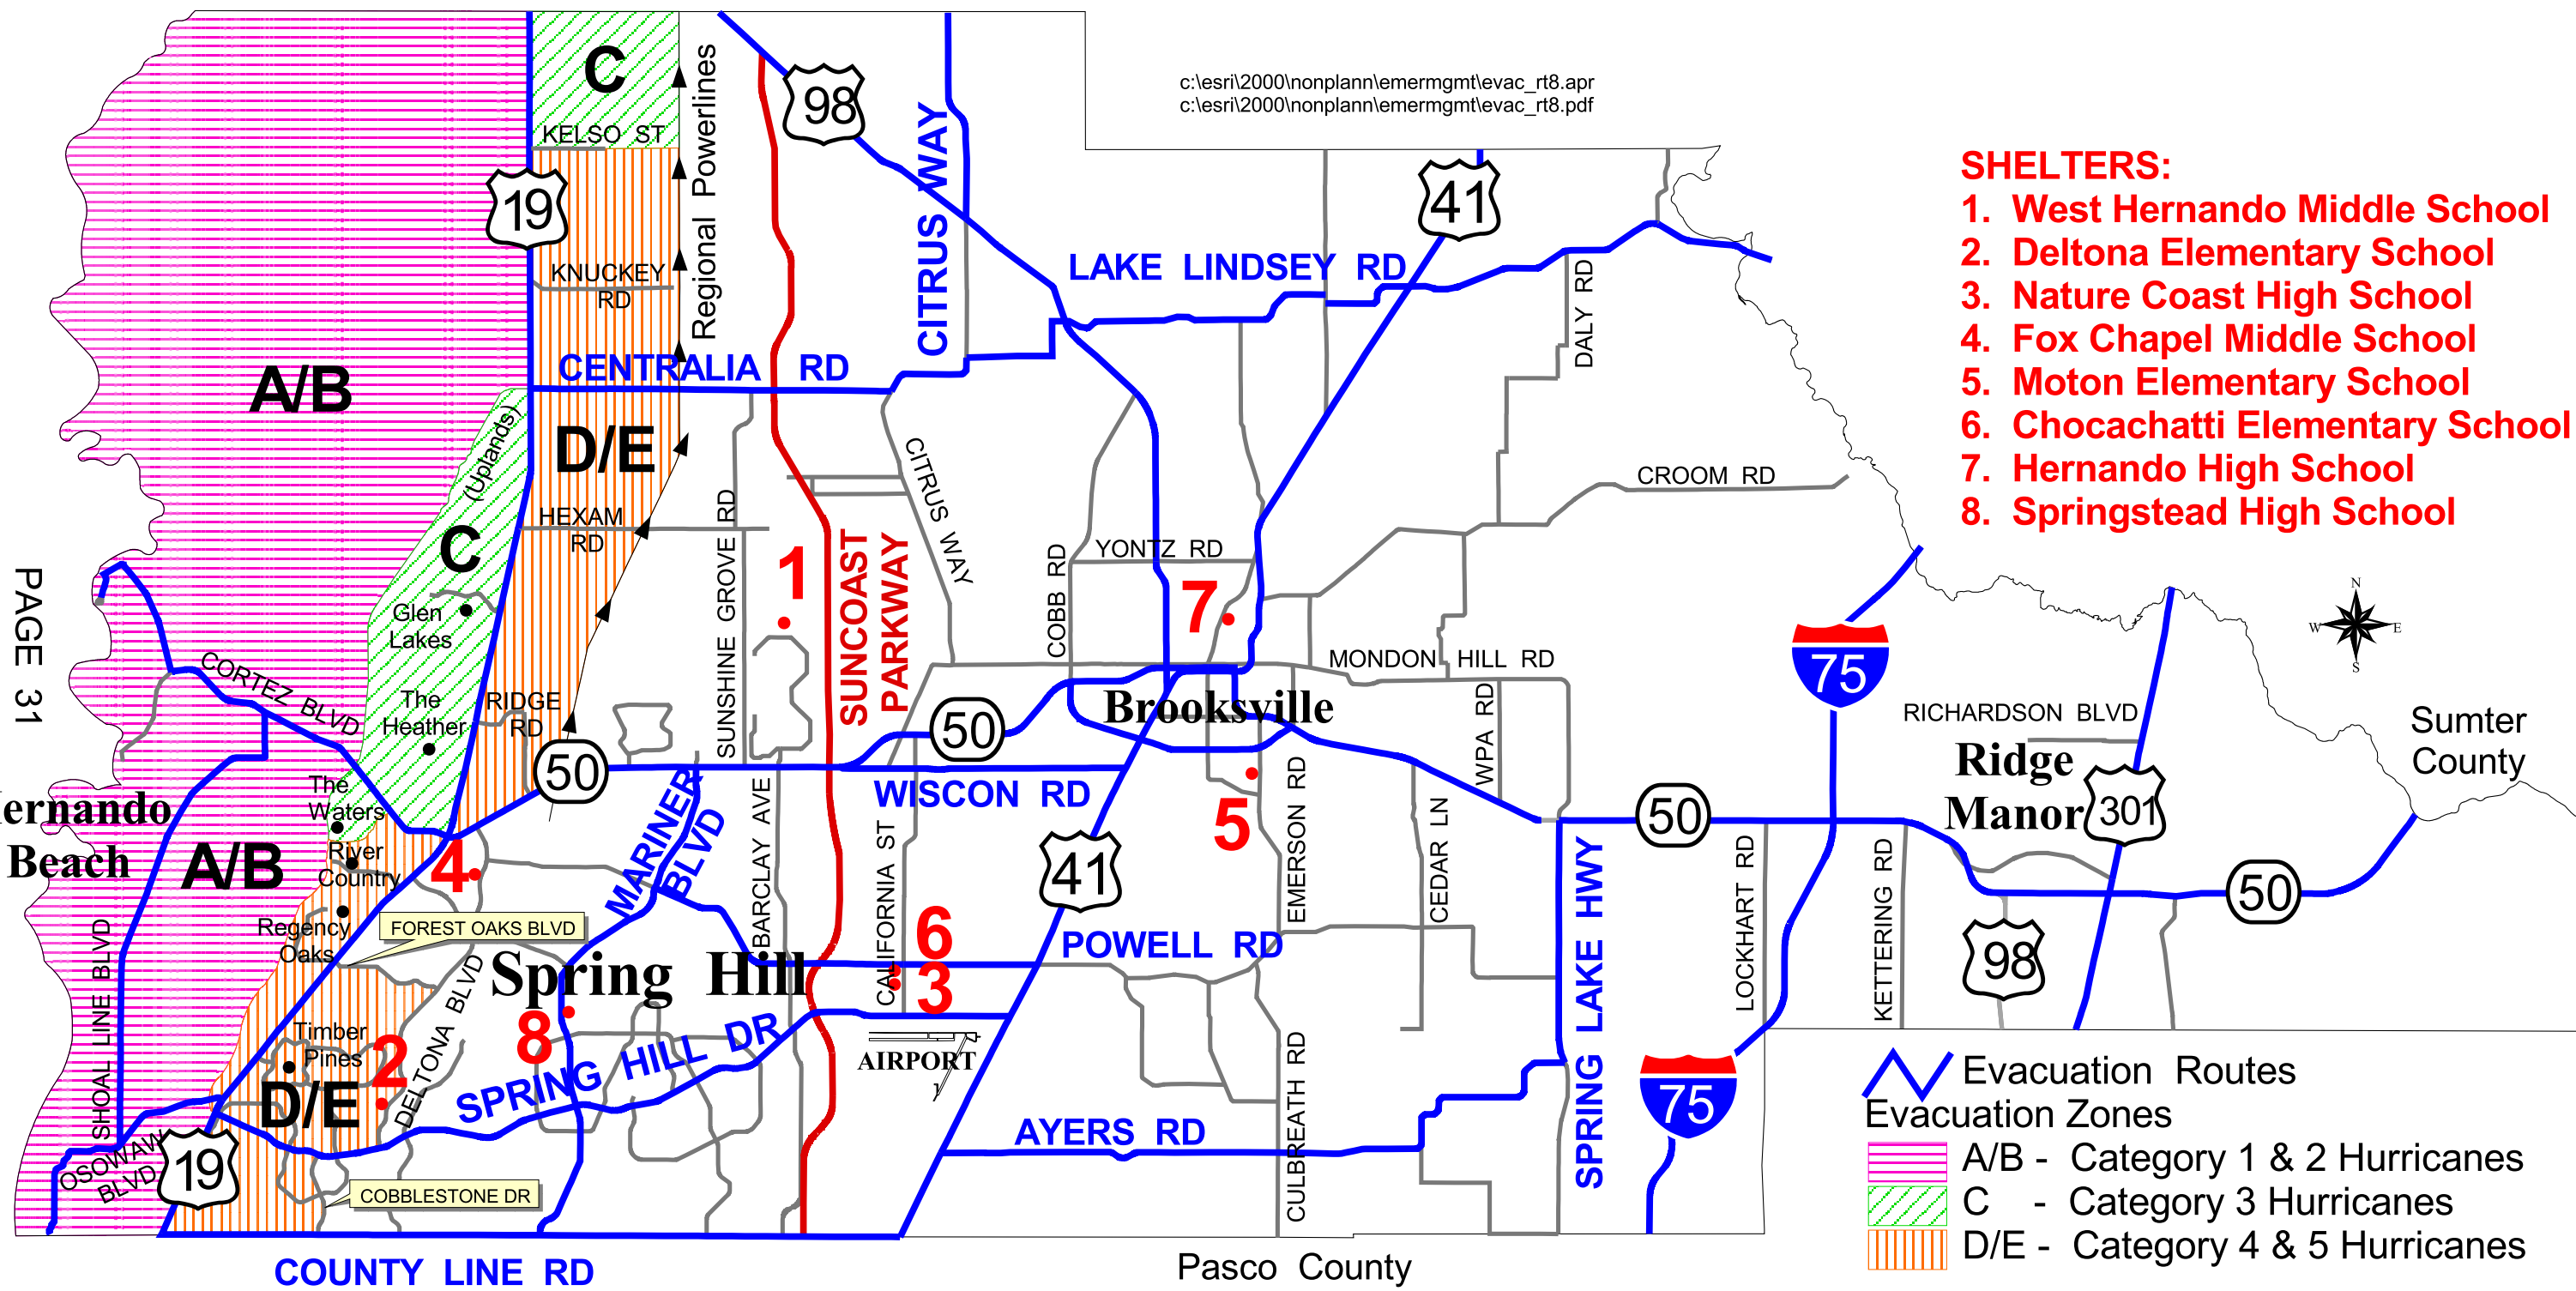 c:\esri\2000\nonplann\emermgmt\evac_rt8.apr
c:\esri\2000\nonplann\emermgmt\evac_rt8.pdf
SHELTERS:
1. West Hernando Middle School
2. Deltona Elementary School
3. Nature Coast High School
4. Fox Chapel Middle School
5. Moton Elementary School
6. Chocachatti Elementary School
7. Hernando High School
8. Springstead High School
C
KELSO ST
Regional Powerlines
98
CITRUS WAY
41
19
KNUCKEY
RD
LAKE LINDSEY RD
DALY RD
CENTRALIA RD
A/B
(Uplands)
D/E
C
HEXAM
RD
SUNSHINE GROVE RD
1
SUNCOAST
PARKWAY
CITRUS WAY
COBB RD
YONTZ RD
7
CROOM RD
PAGE 31
Glen
Lakes
CORTEZ BLVD
The
Heather
RIDGE
RD
MONDON HILL RD
75
N
W
E
S
50
Brooksville
WPA RD
RICHARDSON BLVD
Ridge
Manor
301
Sumter
County
50
The
Waters
ernando
Beach
A/B
River
Country
4
MARINER
BLVD
BARCLAY AVE
WISCON RD
CALIFORNIA ST
41
5
EMERSON RD
CEDAR LN
50
SPRING LAKE HWY
LOCKHART RD
KETTERING RD
50
98
Regency
Oaks
FOREST OAKS BLVD
6
3
POWELL RD
Spring Hill
SHOAL LINE BLVD
Timber
Pines
2
DELTONA BLVD
8
SPRING HILL DR
AIRPORT
CULBREATH RD
75
D/E
AYERS RD
OSOWAW
BLVD
19
COBBLESTONE DR
COUNTY LINE RD
Pasco County
Evacuation Routes
Evacuation Zones
A/B - Category 1 & 2 Hurricanes
C - Category 3 Hurricanes
D/E - Category 4 & 5 Hurricanes